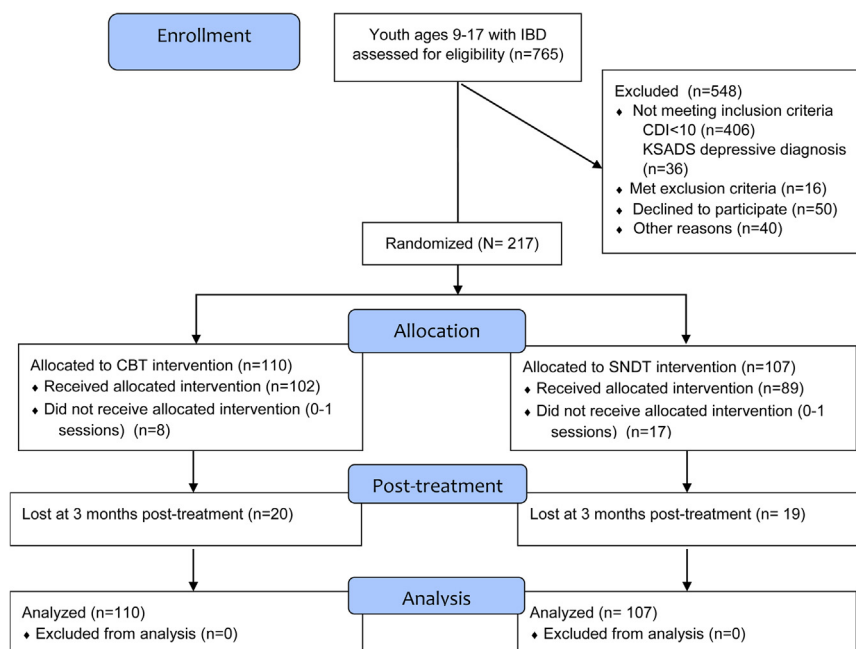 Enrollment
Youth ages 9-17 with IBD
assessed for eligibility (n=765)
Excluded (n=548)
♦ Not meeting inclusion criteria
CDI<10 (n=406)
KSADS depressive diagnosis
(n=36)
♦ Met exclusion criteria (n=16)
♦ Declined to participate (n=50)
♦ Other reasons (n=40)
Randomized (N= 217)
Allocation
Allocated to CBT intervention (n=110)
♦ Received allocated intervention (n=102)
♦ Did not receive allocated intervention (0-1
sessions) (n=8)
Allocated to SNDT intervention (n=107)
♦ Received allocated intervention (n=89)
♦ Did not receive allocated intervention (0-1
sessions) (n=17)
Post-treatment
Lost at 3 months post-treatment (n=20)
Lost at 3 months post-treatment (n= 19)
Analysis
Analyzed (n=110)
♦ Excluded from analysis (n=0)
Analyzed (n= 107)
♦ Excluded from analysis (n=0)